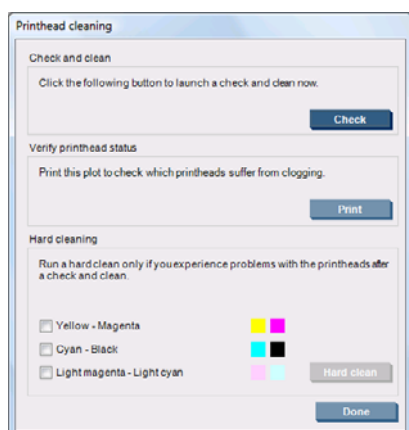 Printhead cleaning
Check and clean
Click the following button to launch a check and clean now.
Check
Verify printhead status
Print this plot to check which printheads suffer from clogging.
Print
Hard cleaning
Run a hard clean only if you experience problems with the printheads after
a check and clean.
Yellow - Magenta
Cyan - Black
Light magenta - Light cyan
Hard clean
Done